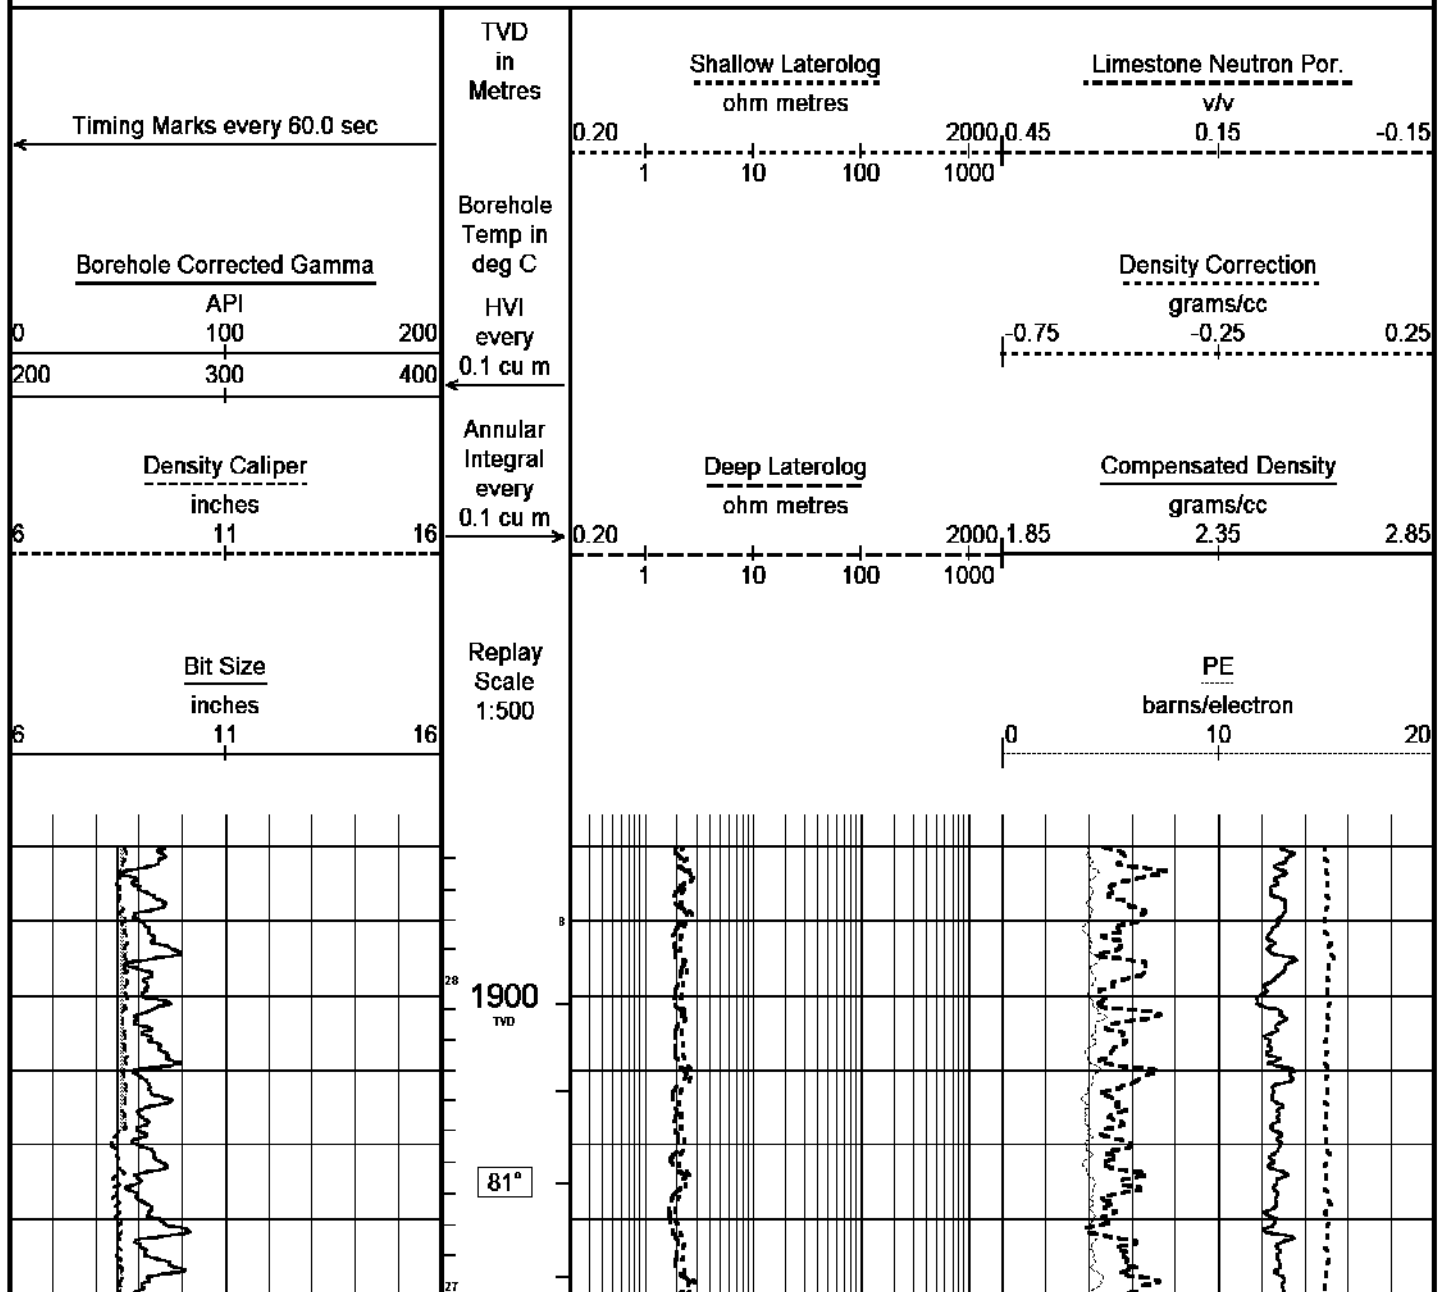 Timing Marks every 60.0 sec
Borehole Corrected Gamma
API
0 100 200
200 300 400
Density Caliper
inches
6 11 16
Bit Size
inches
6 11 16
TVD
in
Metres
Borehole
Temp in
deg C
HVI
every
0.1 cu m
Annular
Integral
every
0.1 cu m
Replay
Scale
1:500
Shallow Laterolog
ohm metres
0.20 2000
1 10 100 1000
Deep Laterolog
ohm metres
0.20 2000
1 10 100 1000
Limestone Neutron Por.
v/v
0.45 0.15 -0.15
Density Correction
grams/cc
-0.75 -0.25 0.25
Compensated Density
grams/cc
1.85 2.35 2.85
PE
barns/electron
0 10 20
8
28
1900
TVD
81°
27